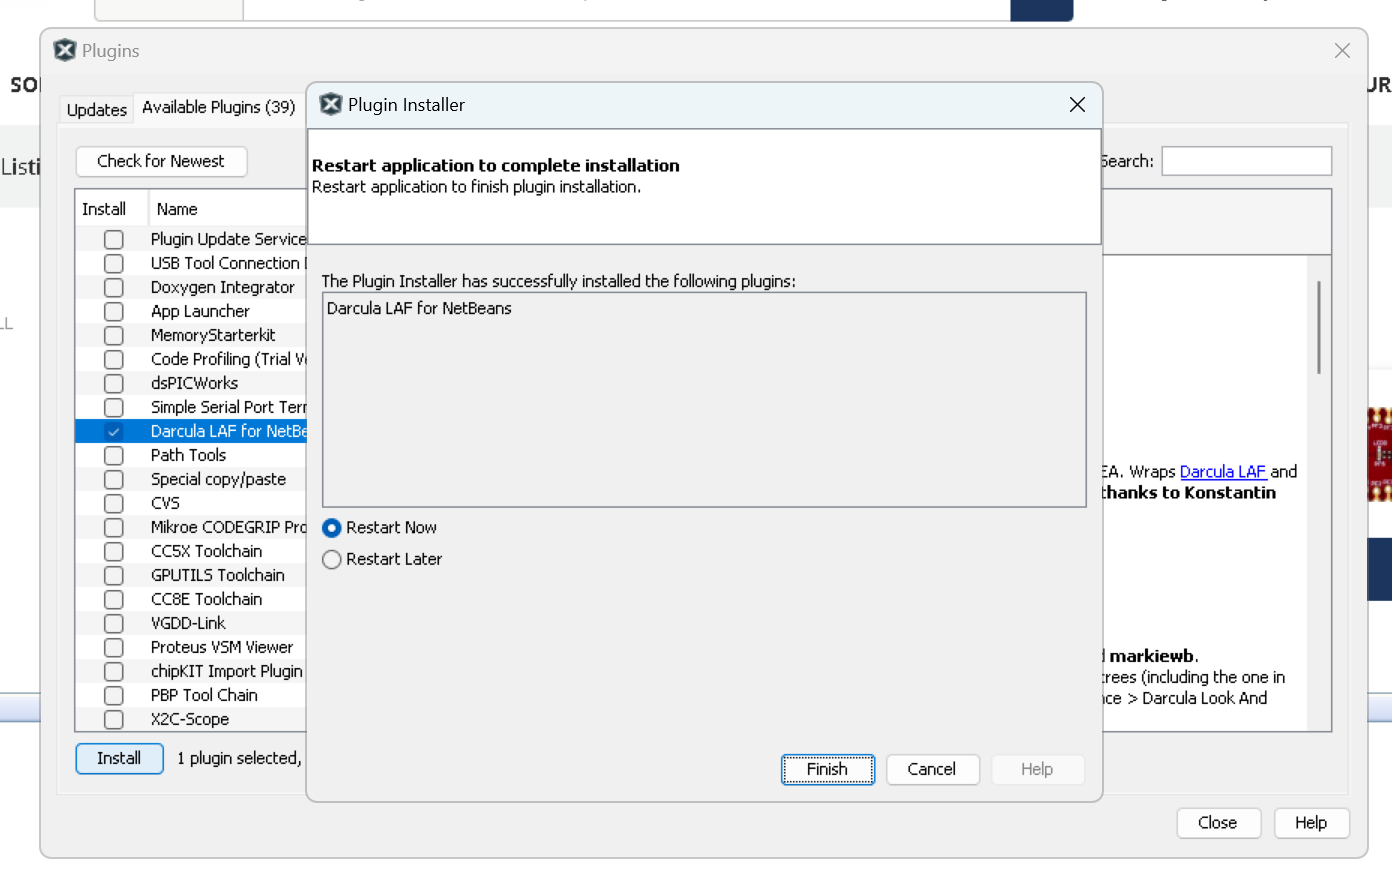 Plugins
SO
UR
Updates
Available Plugins (39)
Plugin Installer
Listi
Check for Newest
Search:
Restart application to complete installation
Restart application to finish plugin installation.
Install
Name
Plugin Update Service
USB Tool Connection
Doxygen Integrator
App Launcher
MemoryStarterkit
Code Profiling (Trial Ve
dsPICWorks
Simple Serial Port Terr
Darcula LAF for NetBe
Path Tools
Special copy/paste
CVS
Mikroe CODEGRIP Pro
CC5X Toolchain
GPUTILS Toolchain
CC8E Toolchain
VGDD-Link
Proteus VSM Viewer
chipKIT Import Plugin
PBP Tool Chain
X2C-Scope
The Plugin Installer has successfully installed the following plugins:
Darcula LAF for NetBeans
Restart Now
Restart Later
EA. Wraps Darcula LAF and
thanks to Konstantin
markiewb.
trees (including the one in
nce > Darcula Look And
Install
1 plugin selected,
Finish
Cancel
Help
Close
Help